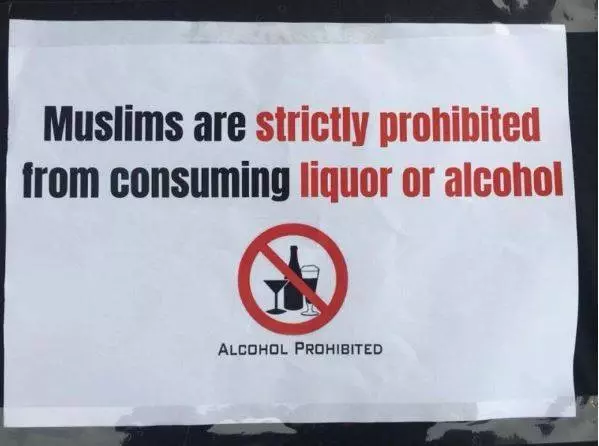 Muslims are strictly prohibited
from consuming liquor or alcohol
ALCOHOL PROHIBITED